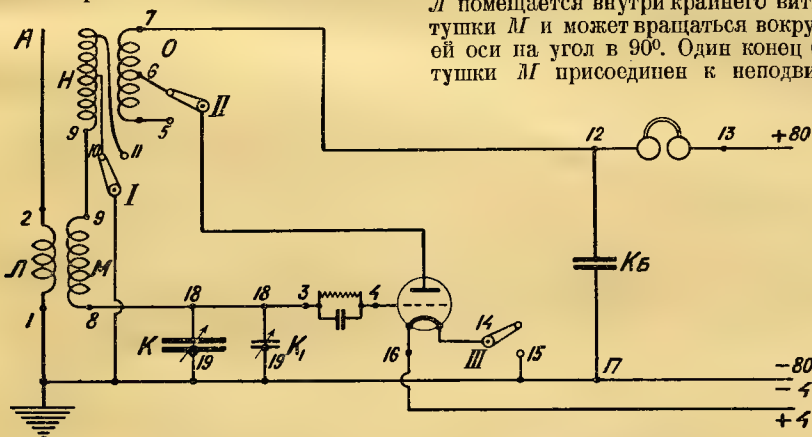 Л помещается внутри крайнего вит
тушки М и может вращаться вокру
ей оси на угол в 90º. Один конец
тушки М присоединен к неподви
7
А
О
Н
6
II
5
9
10
11
I
12
13
+80
2
9
Л
М
КБ
1
8
18
18
3
4
К
19
19
К1
14
16
III
15
П
−80
− 4
+ 4